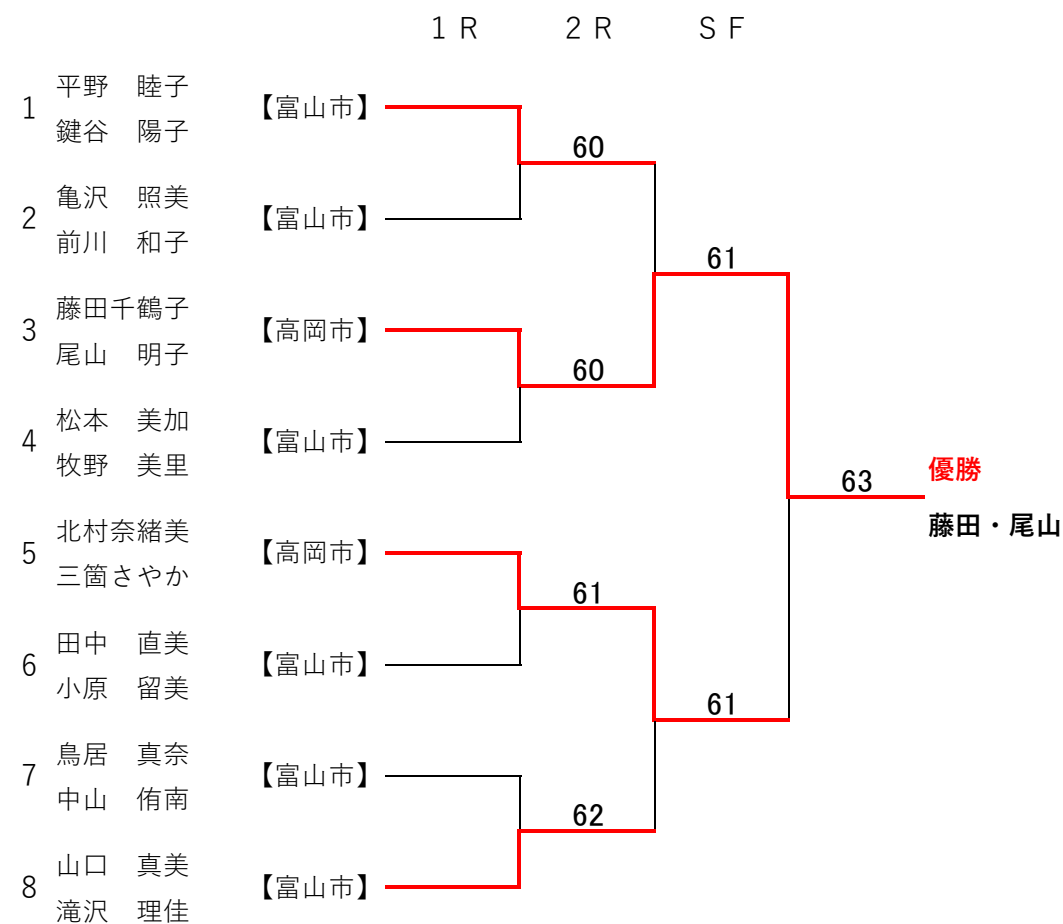 １Ｒ　２Ｒ　ＳＦ
1 平野　睦子 【富山市】
鍵谷　陽子
60
2 亀沢　照美 【富山市】
前川　和子
61
3 藤田千鶴子 【高岡市】
尾山　明子
60
4 松本　美加 【富山市】
牧野　美里
63 優勝
藤田・尾山
5 北村奈緒美 【高岡市】
三箇さやか
61
6 田中　直美 【富山市】
小原　留美
61
7 鳥居　真奈 【富山市】
中山　侑南
62
8 山口　真美 【富山市】
滝沢　理佳